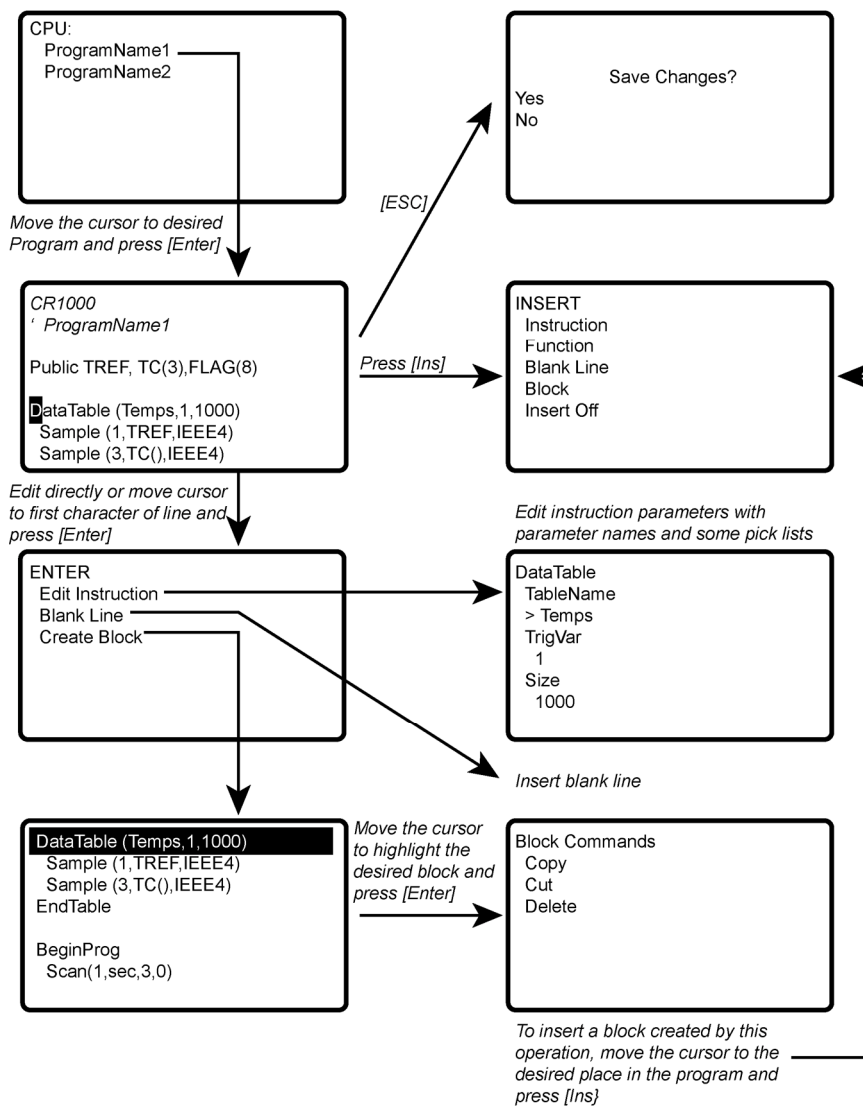 CPU:
ProgramName1
ProgramName2
Save Changes?
Yes
No
[ESC]
Move the cursor to desired
Program and press [Enter]
CR1000
‘ ProgramName1
Public TREF, TC(3),FLAG(8)
DataTable (Temps,1,1000)
Sample (1,TREF,IEEE4)
Sample (3,TC(),IEEE4)
Press [Ins]
INSERT
Instruction
Function
Blank Line
Block
Insert Off
Edit directly or move cursor
to first character of line and
press [Enter]
Edit instruction parameters with
parameter names and some pick lists
ENTER
Edit Instruction
Blank Line
Create Block
DataTable
TableName
> Temps
TrigVar
1
Size
1000
Insert blank line
DataTable (Temps,1,1000)
Sample (1,TREF,IEEE4)
Sample (3,TC(),IEEE4)
EndTable
BeginProg
Scan(1,sec,3,0)
Move the cursor
to highlight the
desired block and
press [Enter]
Block Commands
Copy
Cut
Delete
To insert a block created by this
operation, move the cursor to the
desired place in the program and
press [Ins}